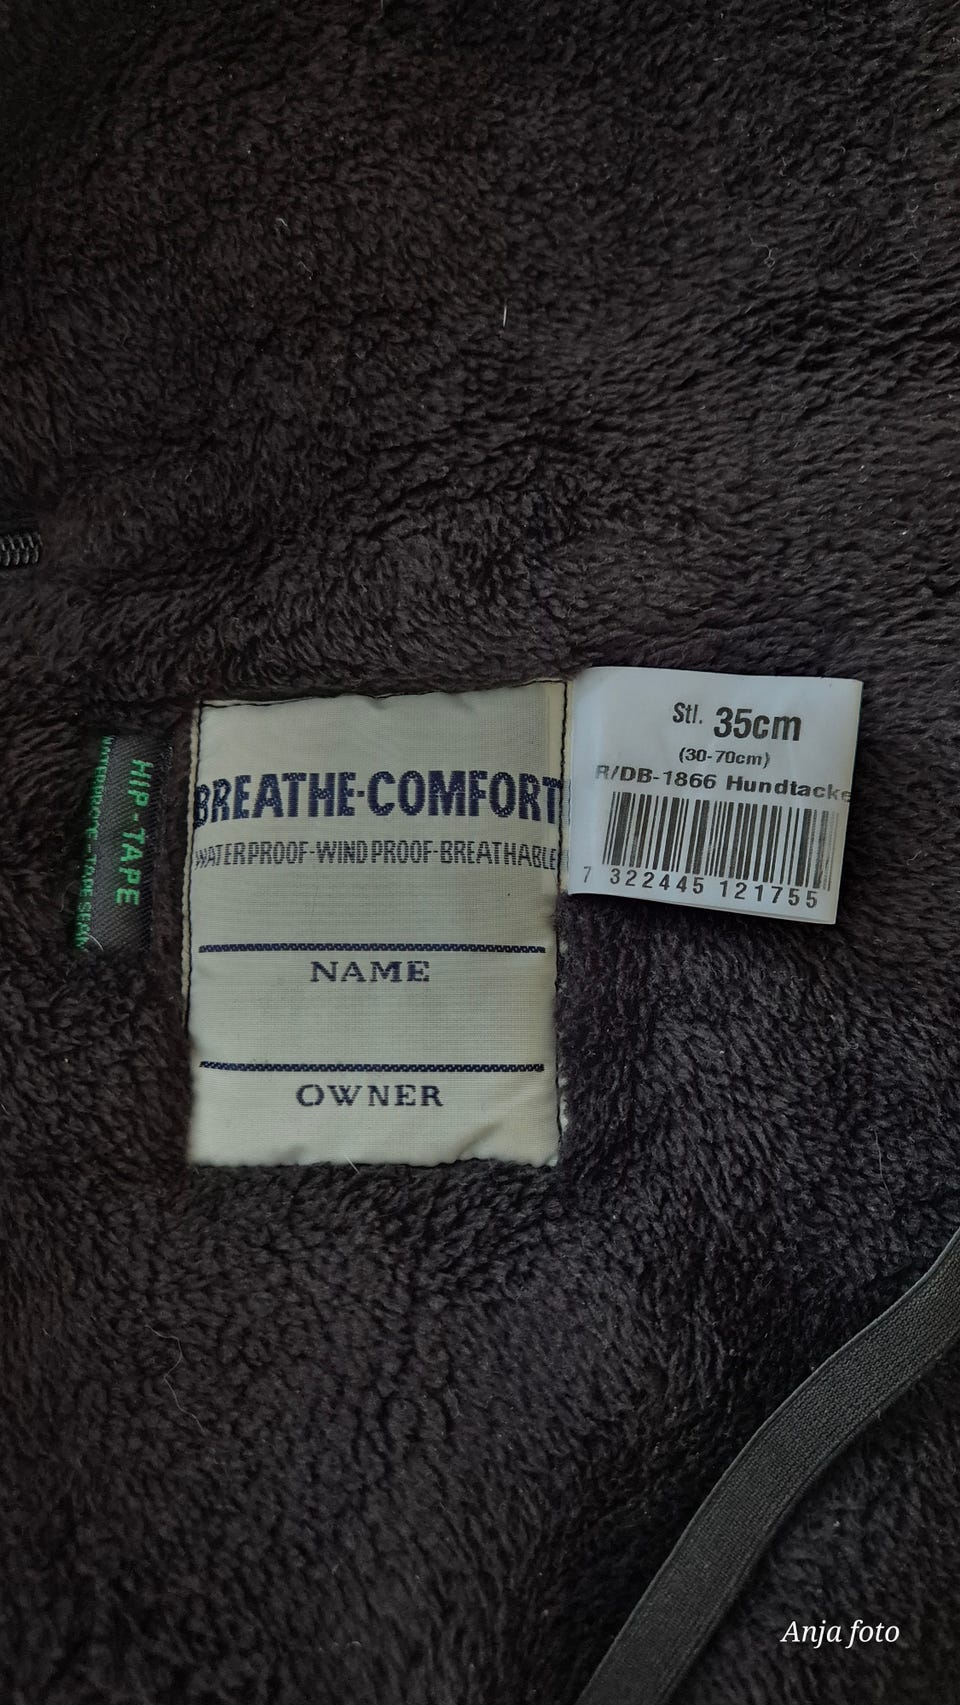 HIP - TAPE
BREATHE-COMFORT
WATERPROOF-WIND PROOF-BREATHABLE
NAME
OWNER
Stl. 35cm
(30-70cm)
R/DB-1866 Hundtacke
7 322445 121755
Anja foto